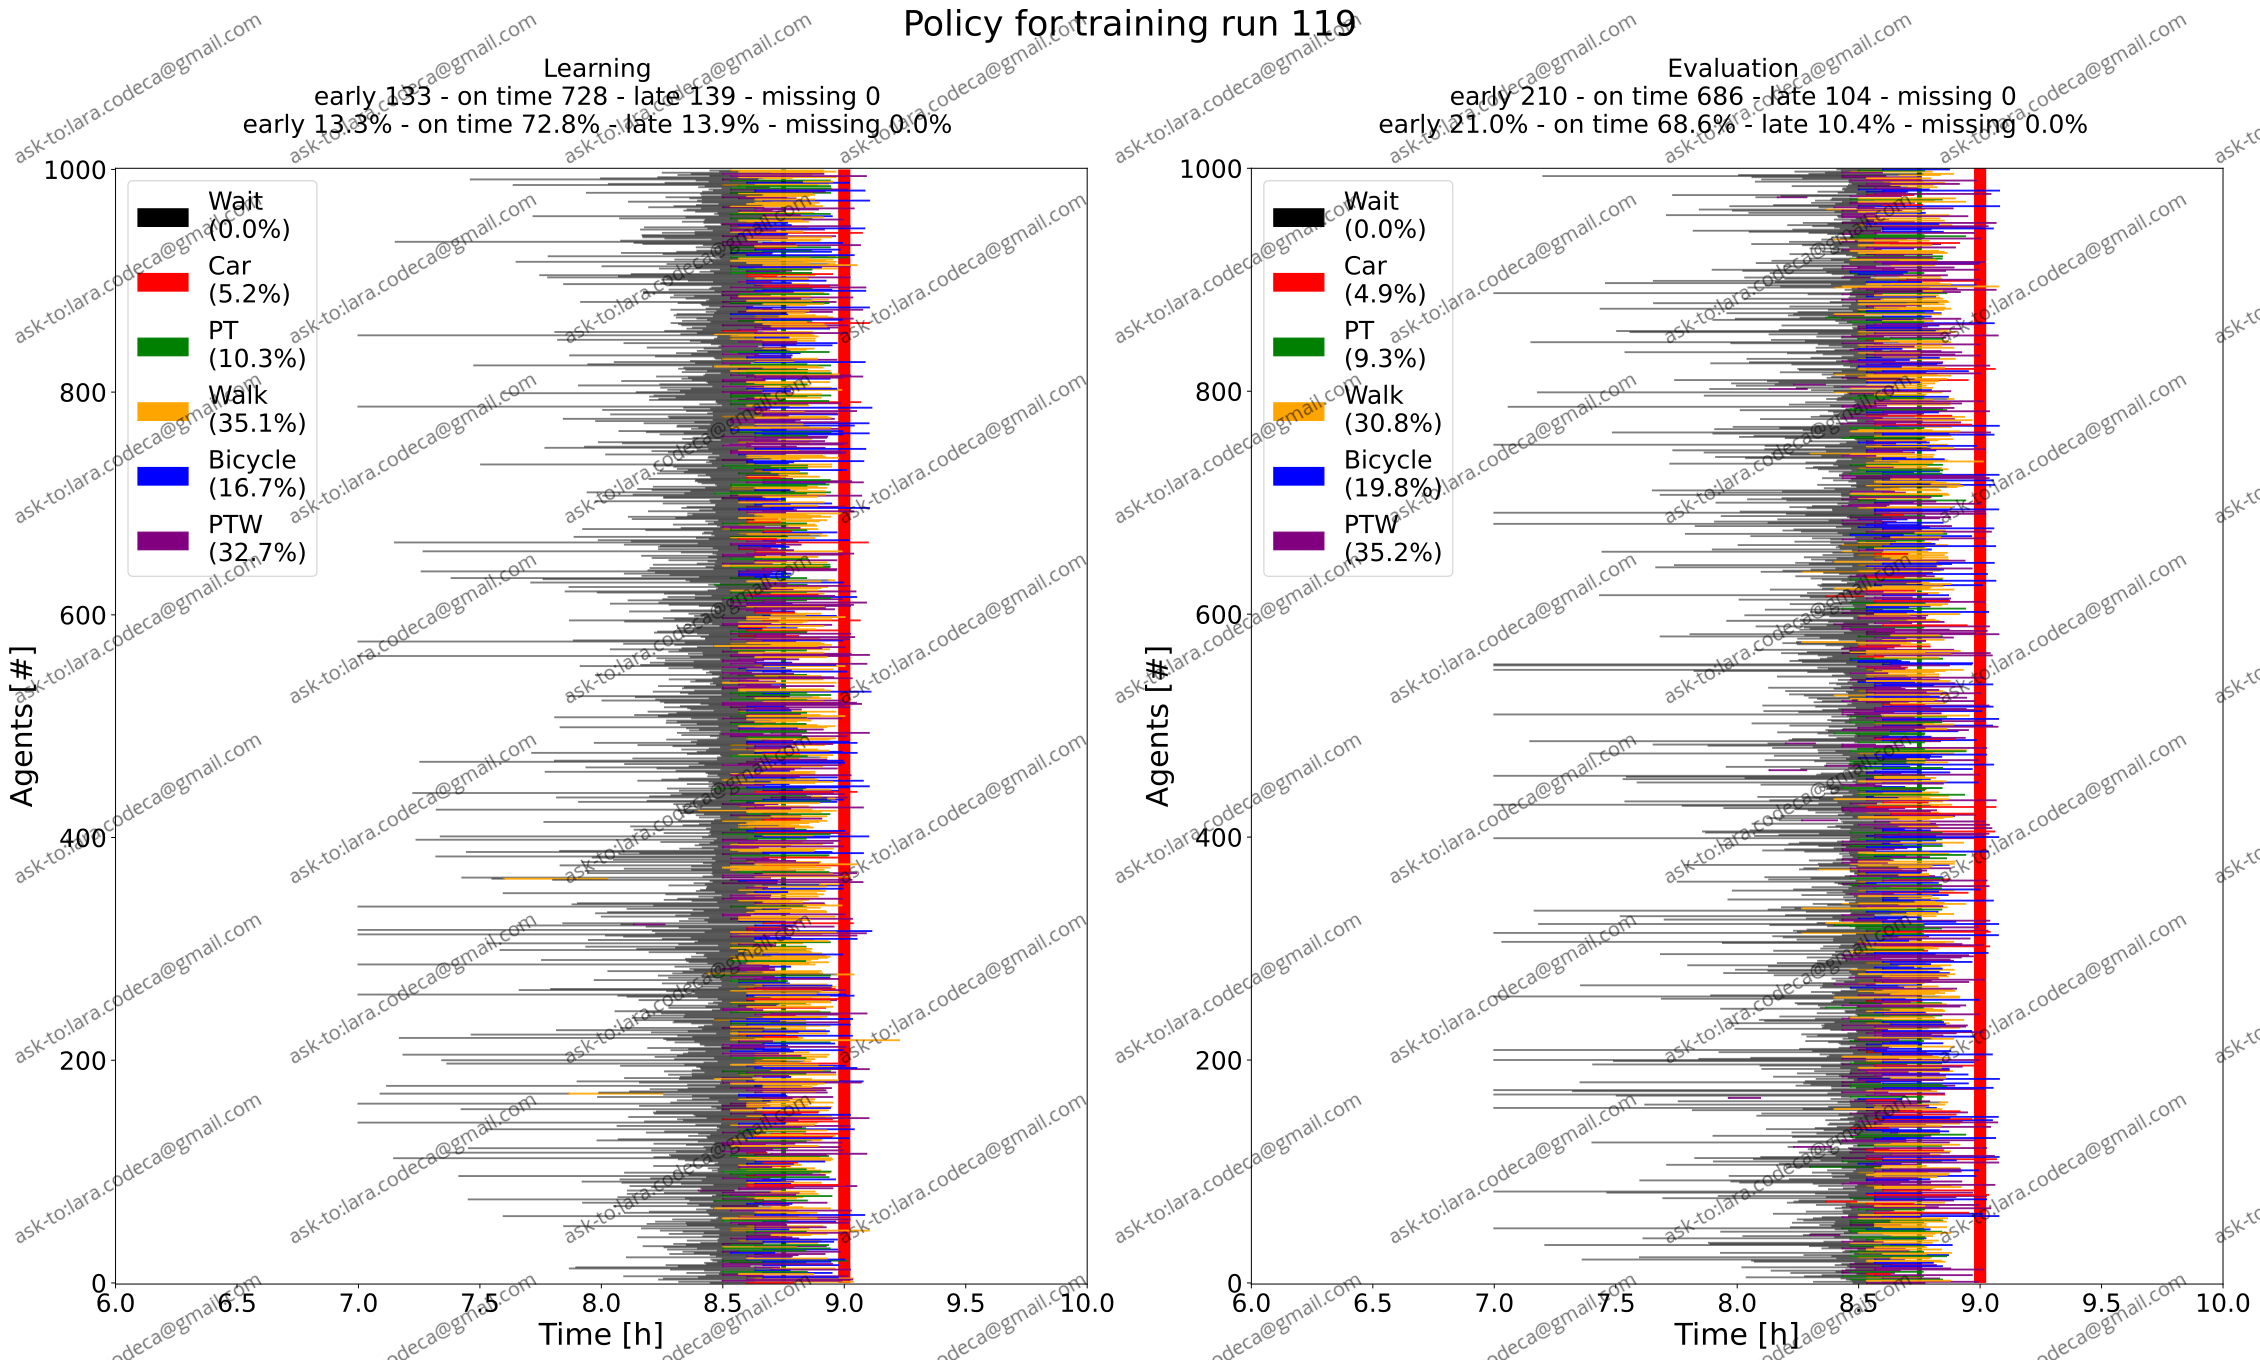 Policy for training run 119
Learning
early 133 - on time 728 - late 139 - missing 0
early 13.3% - on time 72.8% - late 13.9% - missing 0.0%
Evaluation
early 210 - on time 686 - late 104 - missing 0
early 21.0% - on time 68.6% - late 10.4% - missing 0.0%
Agents [#]
1000
800
600
400
200
0
Wait
(0.0%)
Car
(5.2%)
PT
(10.3%)
Walk
(35.1%)
Bicycle
(16.7%)
PTW
(32.7%)
6.0 6.5 7.0 7.5 8.0 8.5 9.0 9.5 10.0
Time [h]
Agents [#]
1000
800
600
400
200
0
Wait
(0.0%)
Car
(4.9%)
PT
(9.3%)
Walk
(30.8%)
Bicycle
(19.8%)
PTW
(35.2%)
6.0 6.5 7.0 7.5 8.0 8.5 9.0 9.5 10.0
Time [h]
ask-to:lara.codeca@gmail.com